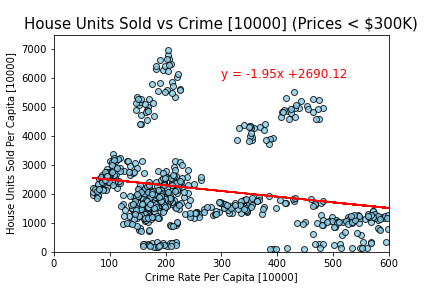 House Units Sold vs Crime [10000] (Prices < $300K)
7000
6000
5000
4000
3000
2000
1000
0
House Units Sold Per Capita [10000]
y = -1.95x +2690.12
0 100 200 300 400 500 600
Crime Rate Per Capita [10000]